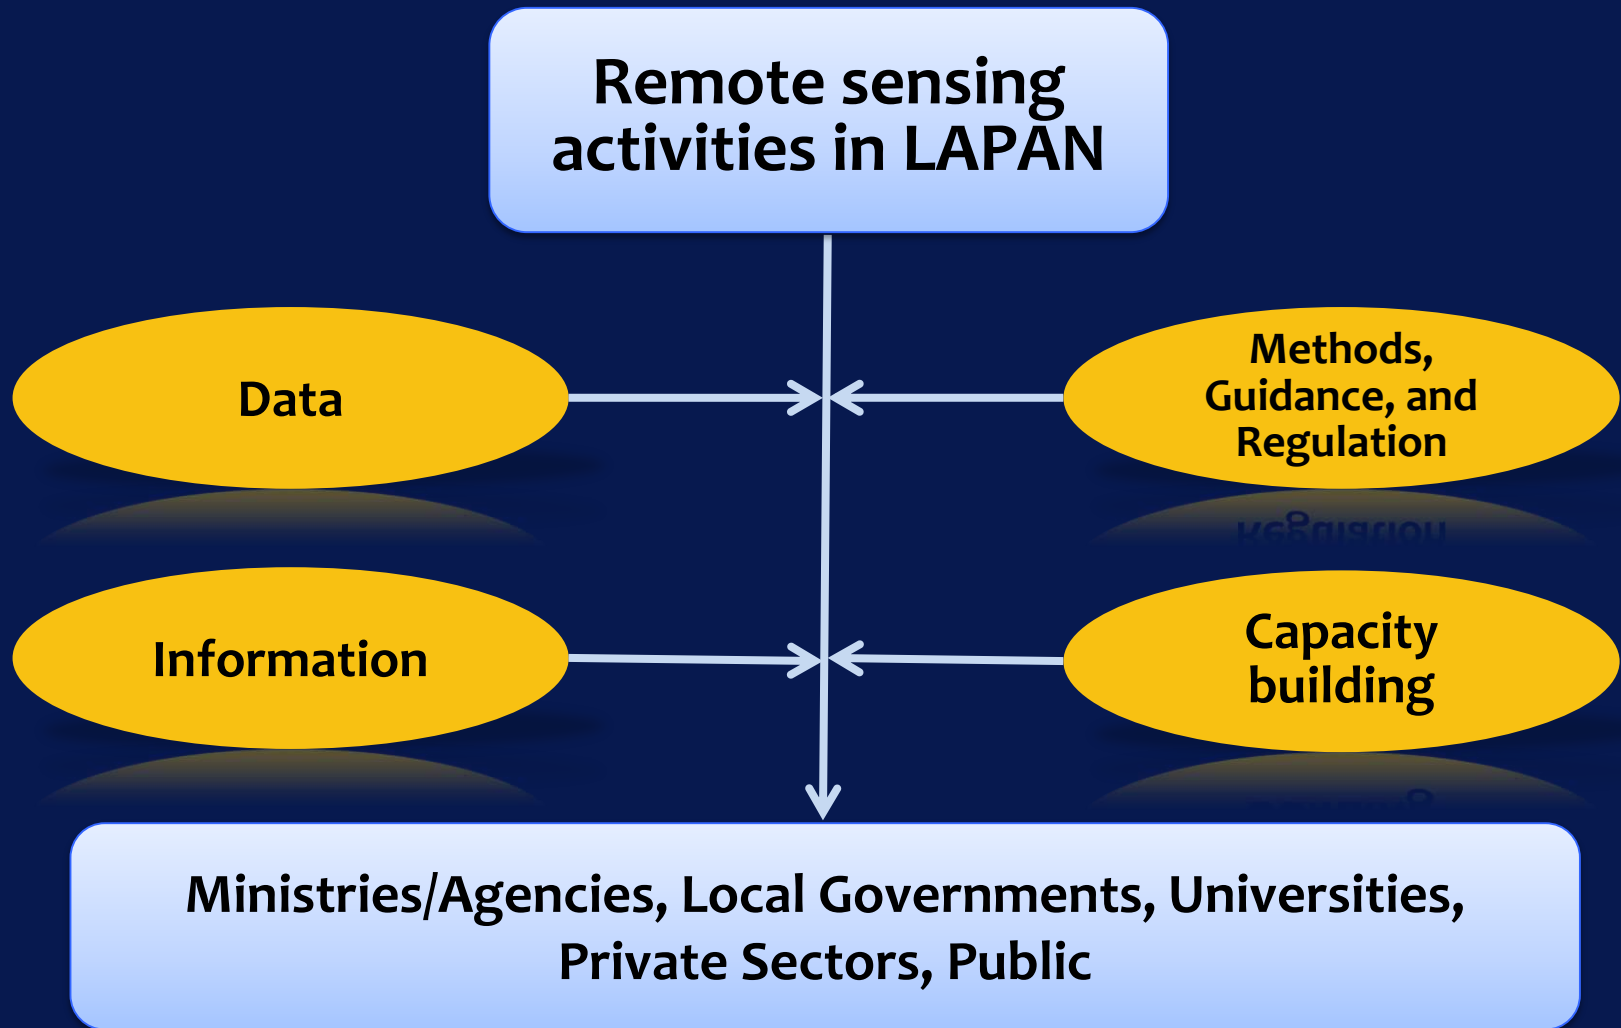 Remote sensing
activities in LAPAN
Data
Methods,
Guidance, and
Regulation
Information
Capacity
building
Ministries/Agencies, Local Governments, Universities,
Private Sectors, Public